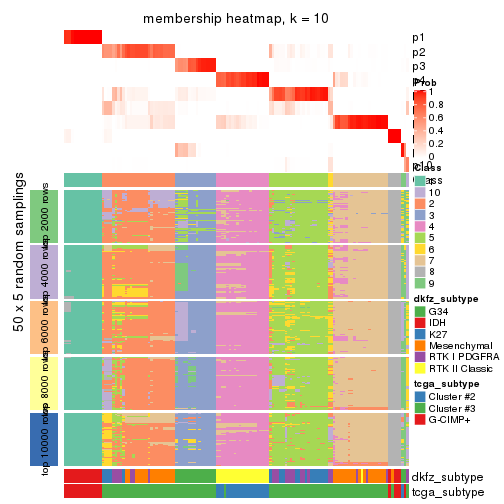 membership heatmap, k = 10
p1
p2
p3
p4
p10
Prob
1
0.8
0.6
0.4
0.2
0
Class
1
10
2
3
4
5
6
7
8
9
dkfz_subtype
G34
IDH
K27
Mesenchymal
RTK I PDGFRA
RTK II Classic
tcga_subtype
Cluster #2
Cluster #3
G-CIMP+
50 x 5 random samplings
top 2000 rows
top 4000 rows
top 6000 rows
top 8000 rows
top 10000 rows
dkfz_subtype
tcga_subtype